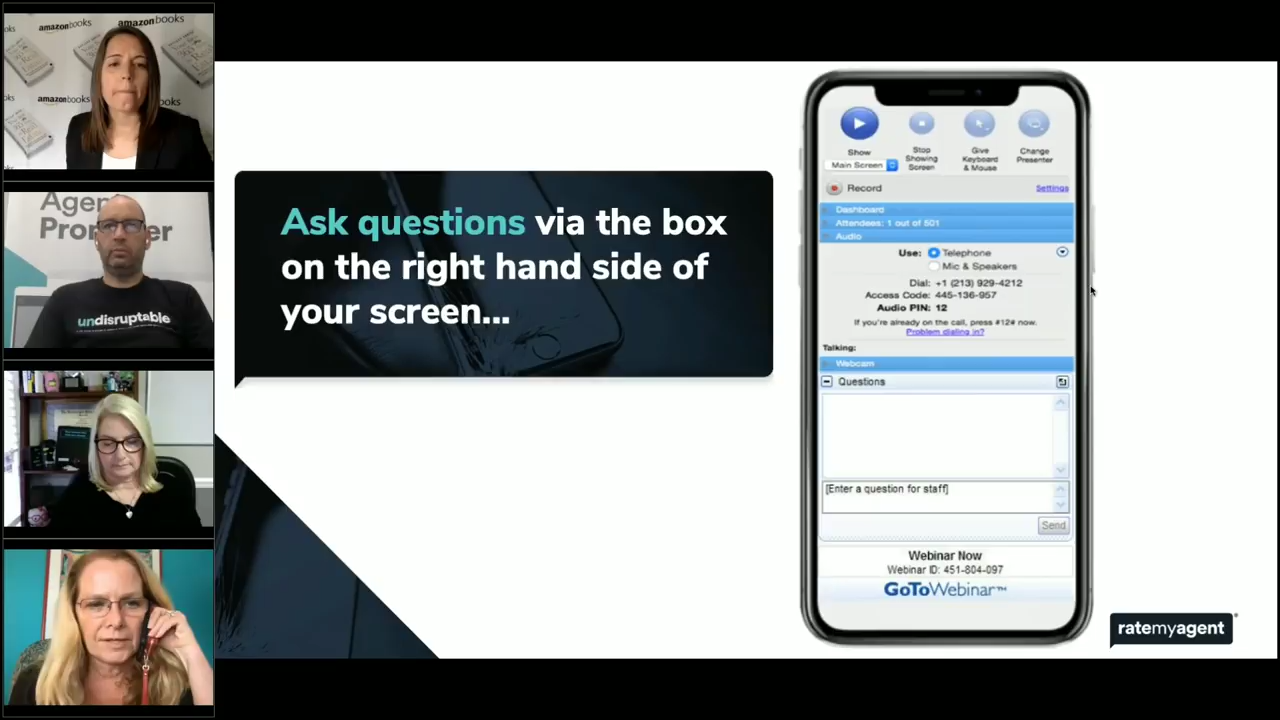 amazonbooks
amazonbooks
amazonbooks
undisruptable
Ask questions via the box
on the right hand side of
your screen...
Show
Main Screen
Stop
Showing
Screen
Give
Keyboard
& Mouse
Change
Presenter
Record
Settings
Dashboard
Attendees: 1 out of 501
Audio
Use:
Telephone
Mic & Speakers
Dial: +1 (213) 929-4212
Access Code: 445-136-957
Audio PIN: 12
If you're already on the call, press #12# now.
Problem dialing in?
Talking:
Webcam
Questions
[Enter a question for staff]
Send
Webinar Now
Webinar ID: 451-804-097
GoToWebinar™
ratemyagent®